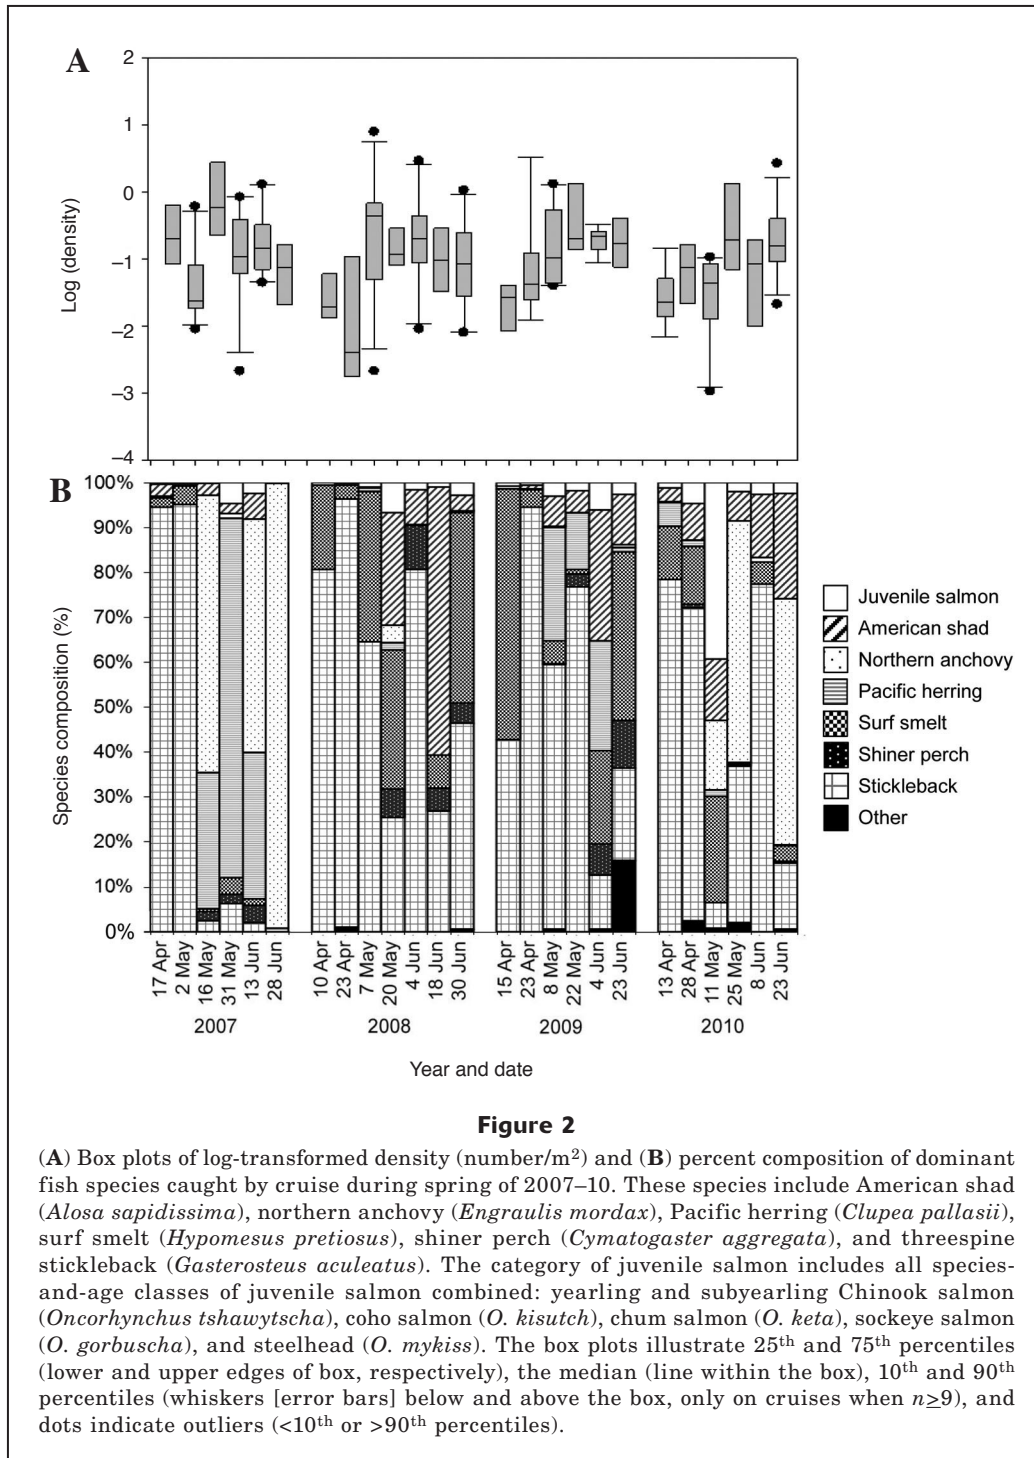 A
2
1
0
–1
–2
–3
–4
Log (density)
B
100%
90%
80%
70%
60%
50%
40%
30%
20%
10%
0%
Species composition (%)
Juvenile salmon
American shad
Northern anchovy
Pacific herring
Surf smelt
Shiner perch
Stickleback
Other
17 Apr
2 May
16 May
31 May
13 Jun
28 Jun
10 Apr
23 Apr
7 May
20 May
4 Jun
18 Jun
30 Jun
15 Apr
23 Apr
8 May
22 May
4 Jun
23 Jun
13 Apr
28 Apr
11 May
25 May
8 Jun
23 Jun
2007 2008 2009 2010
Year and date
Figure 2
(A) Box plots of log-transformed density (number/m²) and (B) percent composition of dominant
fish species caught by cruise during spring of 2007–10. These species include American shad
(Alosa sapidissima), northern anchovy (Engraulis mordax), Pacific herring (Clupea pallasii),
surf smelt (Hypomesus pretiosus), shiner perch (Cymatogaster aggregata), and threespine
stickleback (Gasterosteus aculeatus). The category of juvenile salmon includes all species-
and-age classes of juvenile salmon combined: yearling and subyearling Chinook salmon
(Oncorhynchus tshawytscha), coho salmon (O. kisutch), chum salmon (O. keta), sockeye salmon
(O. gorbuscha), and steelhead (O. mykiss). The box plots illustrate 25th and 75th percentiles
(lower and upper edges of box, respectively), the median (line within the box), 10th and 90th
percentiles (whiskers [error bars] below and above the box, only on cruises when n≥9), and
dots indicate outliers (<10th or >90th percentiles).